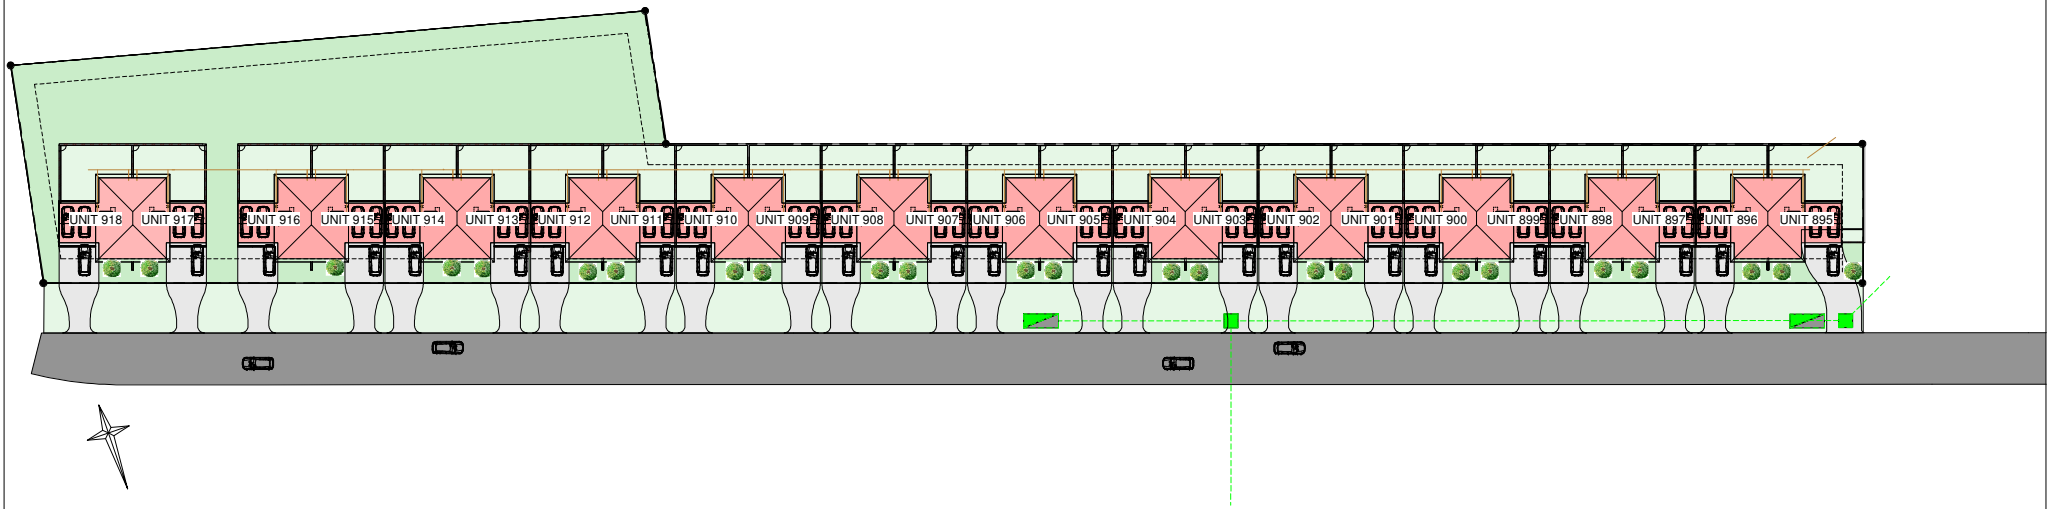 UNIT 918
UNIT 917
UNIT 916
UNIT 915
UNIT 914
UNIT 913
UNIT 912
UNIT 911
UNIT 910
UNIT 909
UNIT 908
UNIT 907
UNIT 906
UNIT 905
UNIT 904
UNIT 903
UNIT 902
UNIT 901
UNIT 900
UNIT 899
UNIT 898
UNIT 897
UNIT 896
UNIT 895